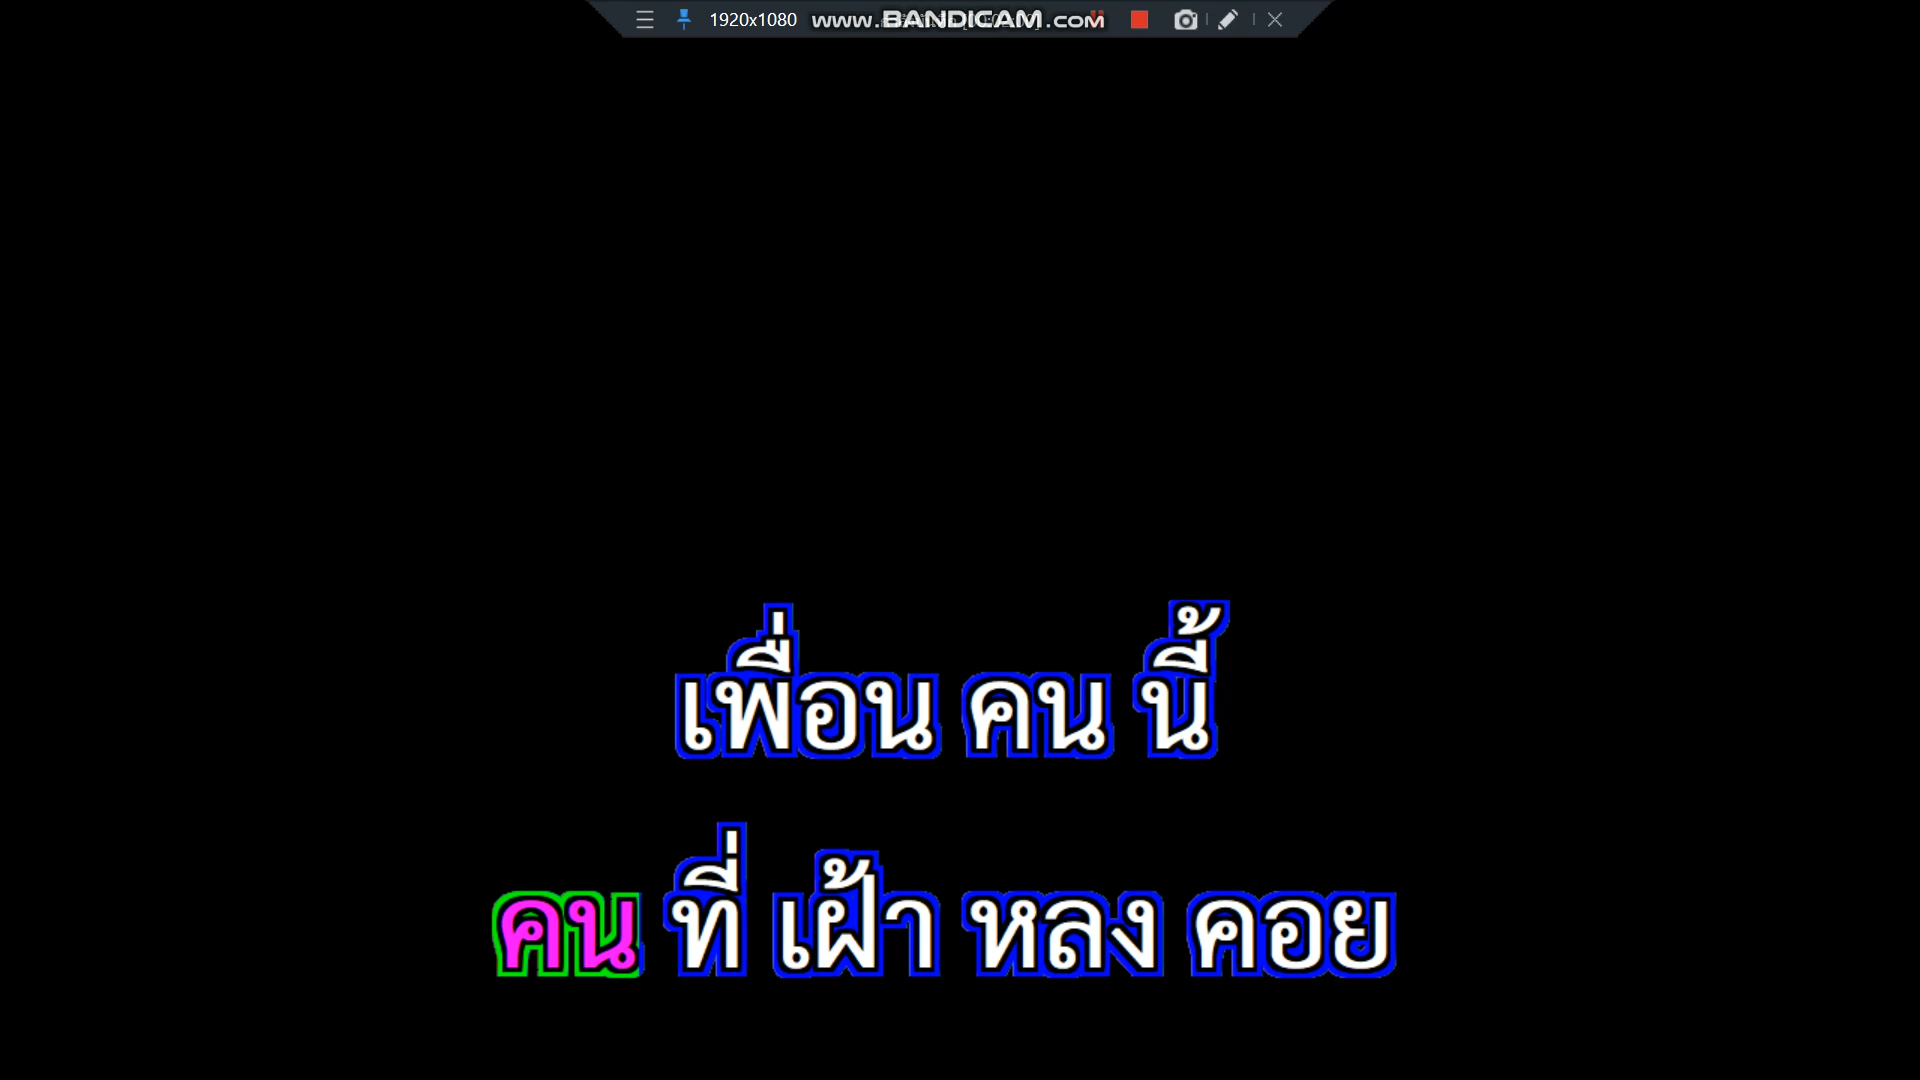 1920x1080 www.BANDICAM.com
เพื่อน คน นี้
คน ที่ เฝ้า หลง คอย